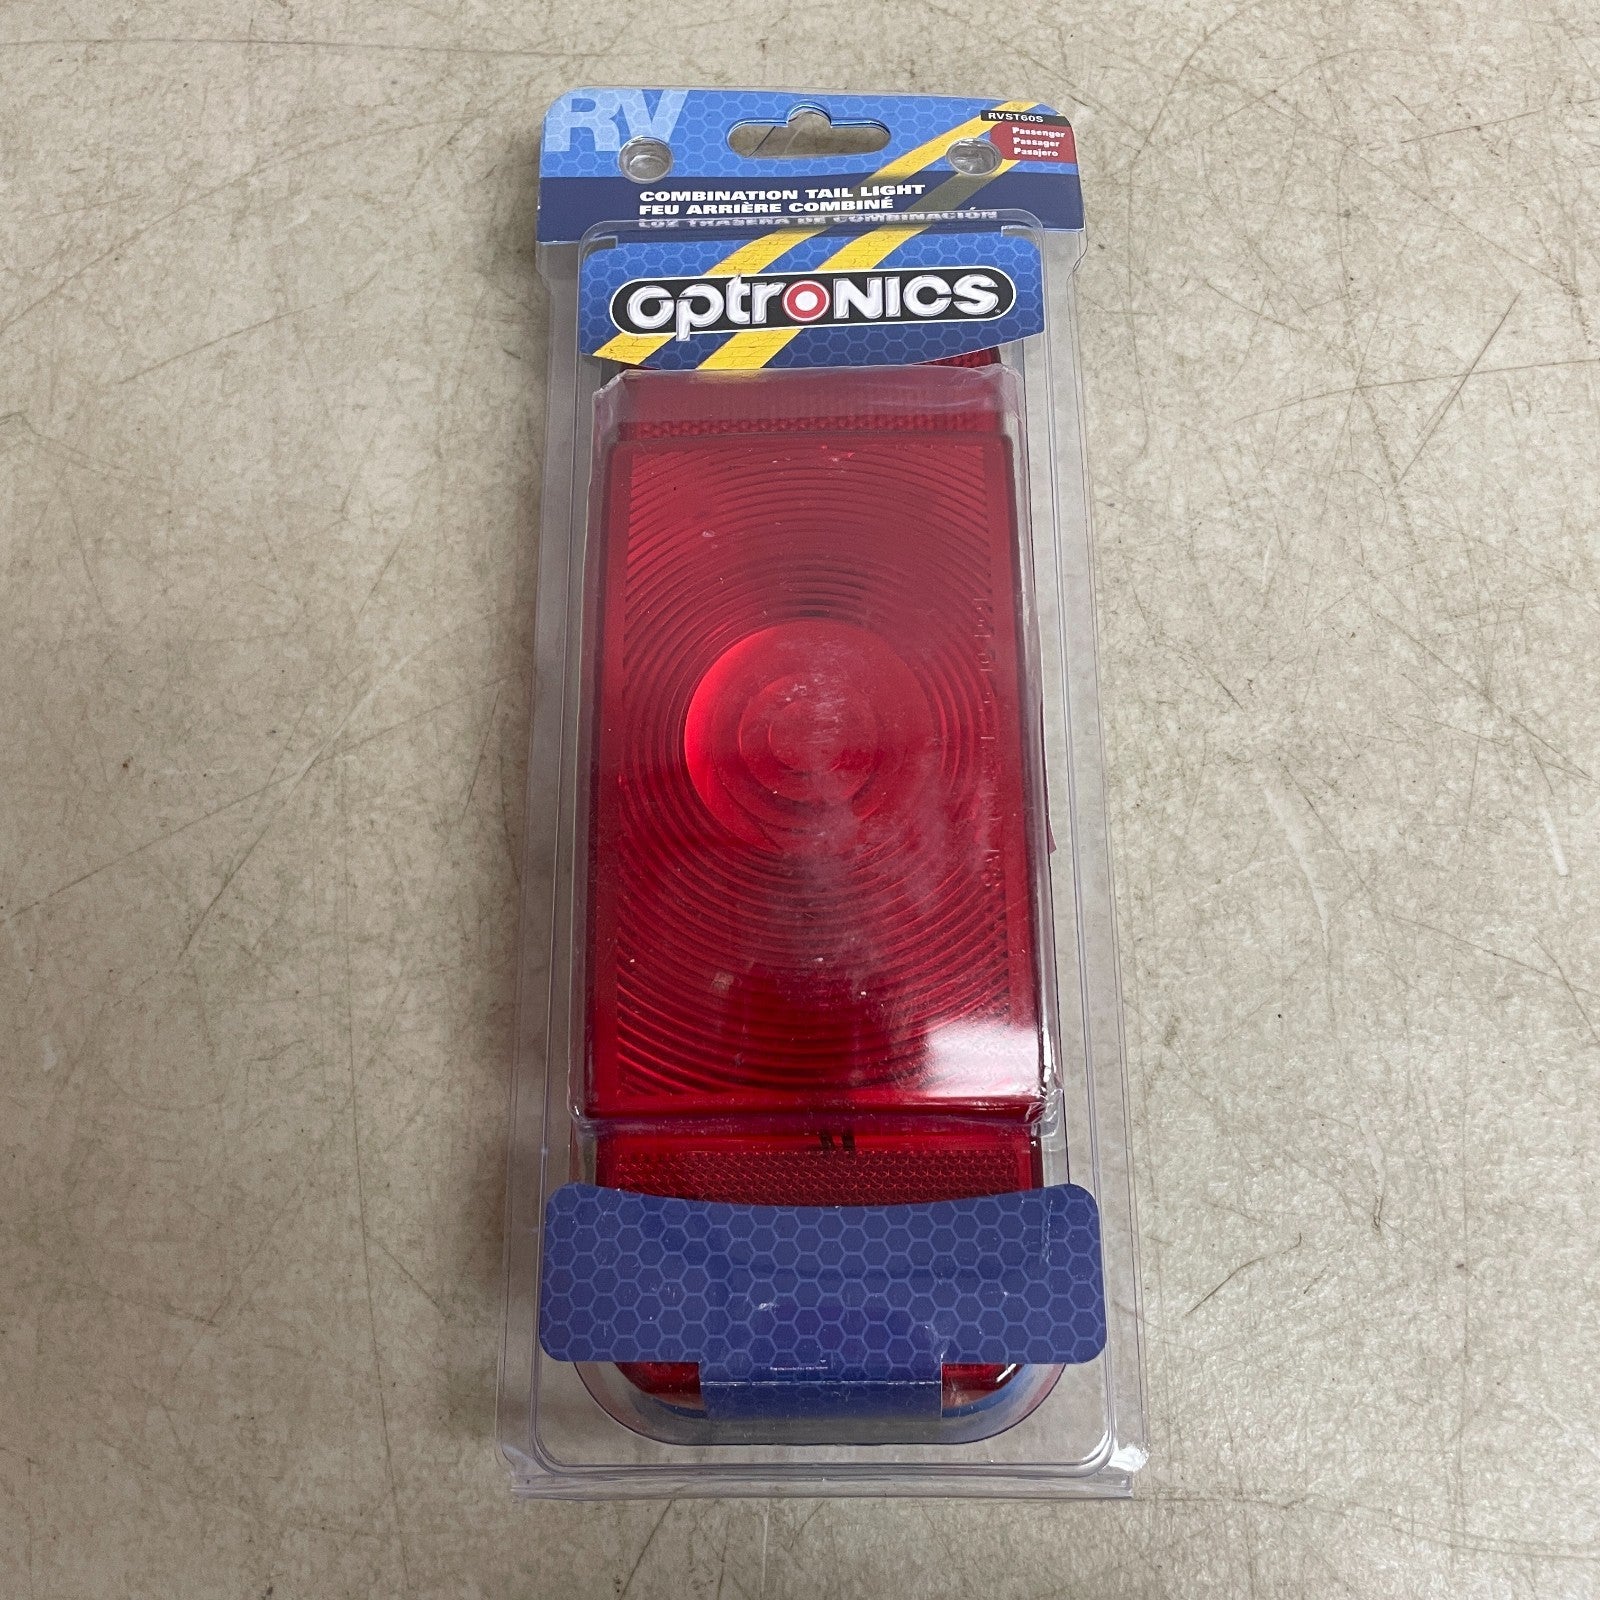 RV
RVST60S
Passenger
Passager
Pasajero
COMBINATION TAIL LIGHT
FEU ARRIÈRE COMBINÉ
LUZ TRASERA DE COMBINACIÓN
OPTRONICS